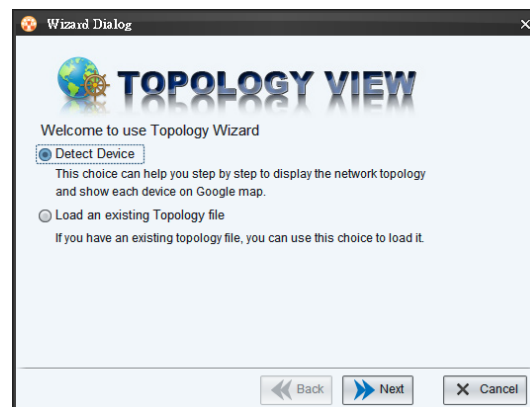 Wizard Dialog
TOPOLOGY VIEW
Welcome to use Topology Wizard
Detect Device
This choice can help you step by step to display the network topology
and show each device on Google map.
Load an existing Topology file
If you have an existing topology file, you can use this choice to load it.
Back
Next
Cancel